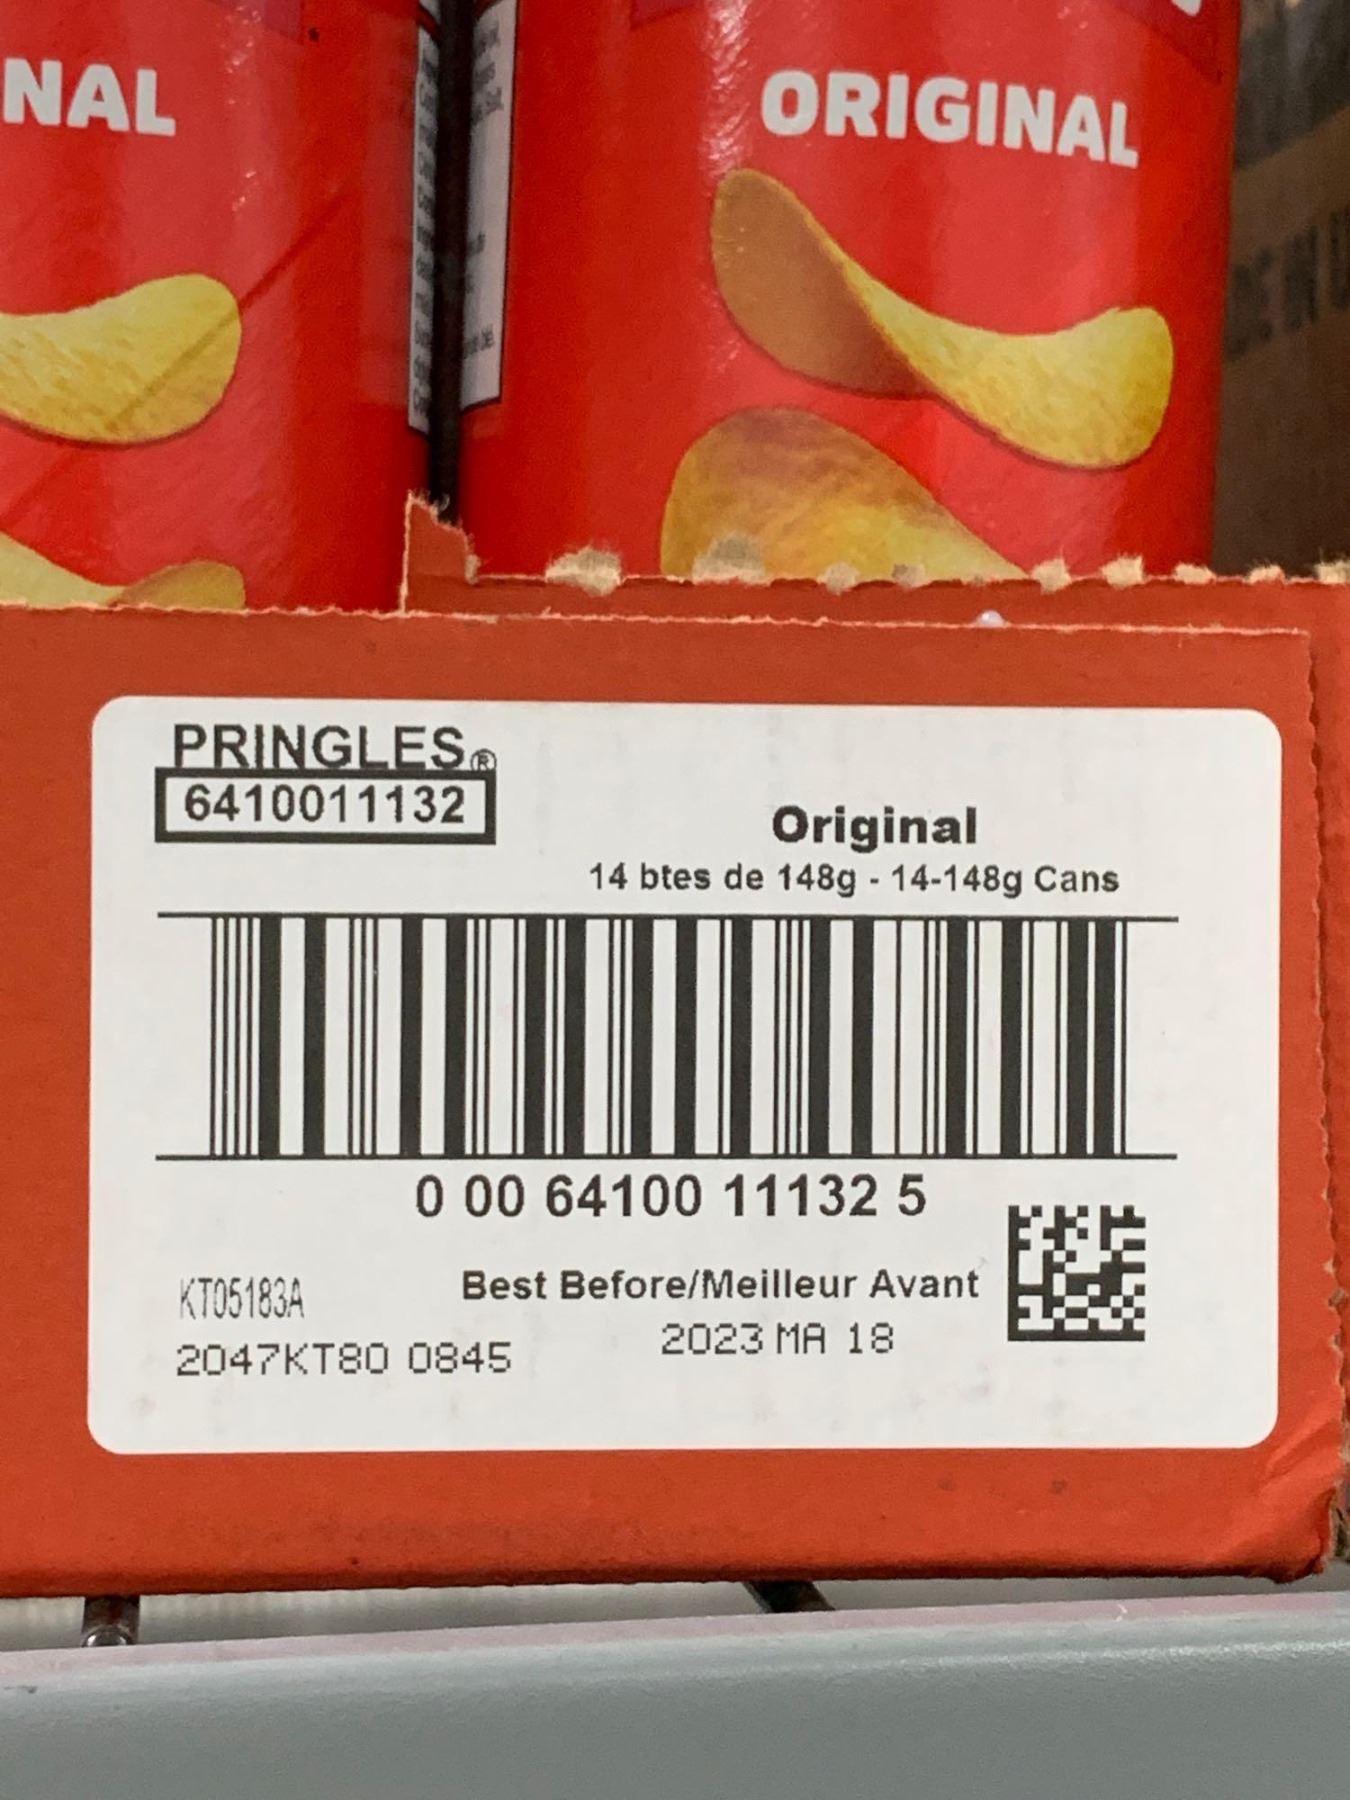 NAL
ORIGINAL
PRINGLES®
6410011132
Original
14 btes de 148g - 14-148g Cans
0 00 64100 11132 5
Best Before/Meilleur Avant
KT05183A
2023 MA 18
2047KT80 0845